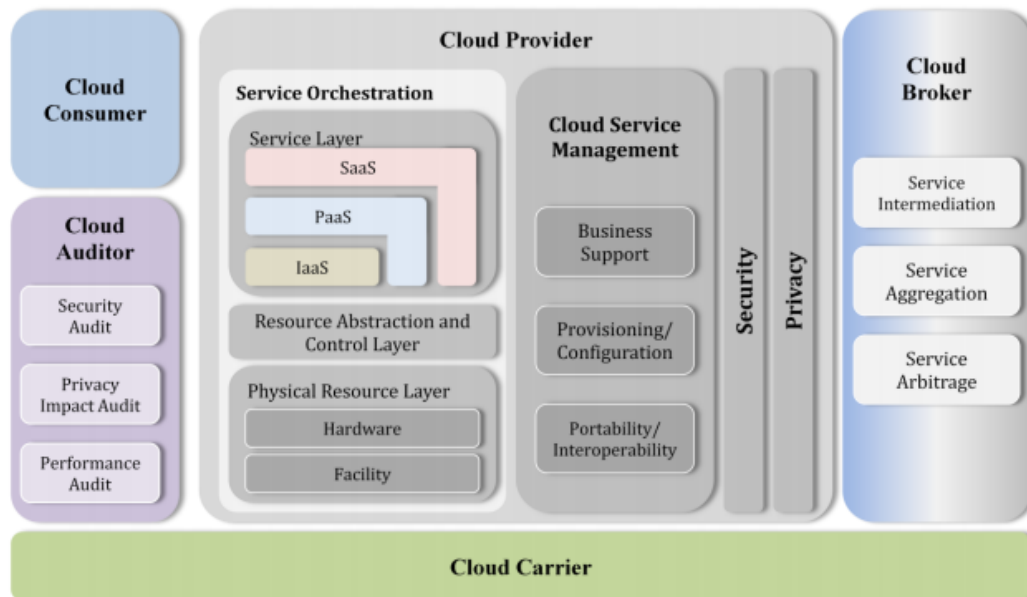 Cloud
Consumer
Cloud
Auditor
Security
Audit
Privacy
Impact Audit
Performance
Audit
Cloud Provider
Service Orchestration
Service Layer
SaaS
PaaS
IaaS
Resource Abstraction and
Control Layer
Physical Resource Layer
Hardware
Facility
Cloud Service
Management
Business
Support
Provisioning/
Configuration
Portability/
Interoperability
Security
Privacy
Cloud
Broker
Service
Intermediation
Service
Aggregation
Service
Arbitrage
Cloud Carrier